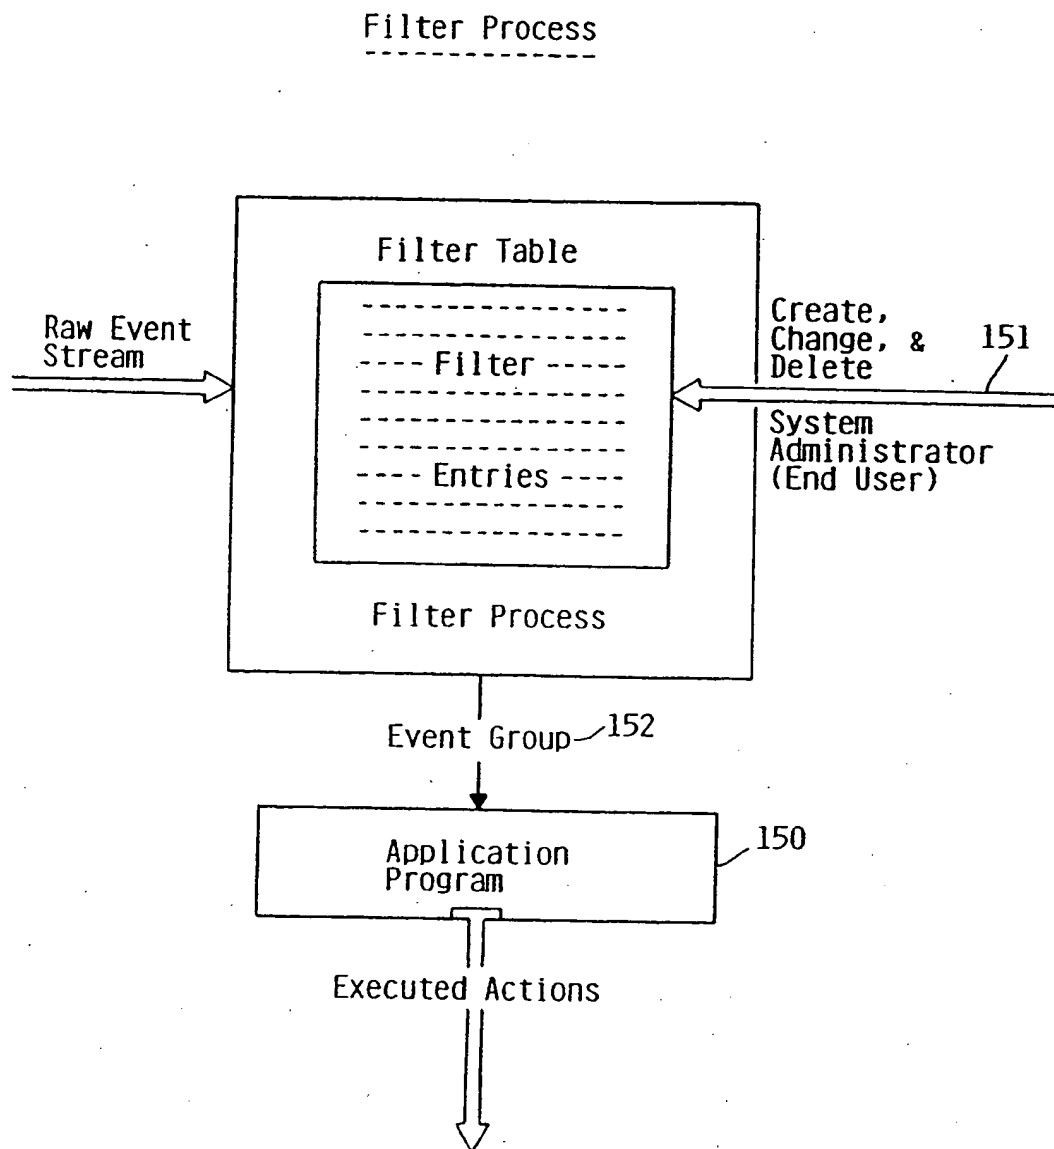 Filter Process
Filter Table
Raw Event
Stream
Filter
Entries
Create,
Change, &
Delete
151
System
Administrator
(End User)
Filter Process
Event Group
152
Application
Program
150
Executed Actions